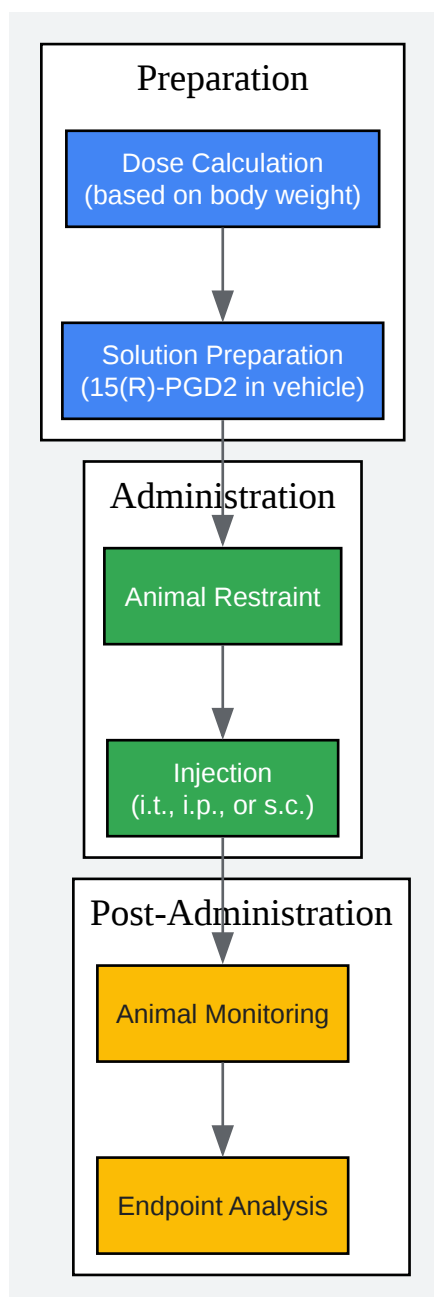 Preparation
Dose Calculation
(based on body weight)
Solution Preparation
(15(R)-PGD2 in vehicle)
Administration
Animal Restraint
Injection
(i.t., i.p., or s.c.)
Post-Administration
Animal Monitoring
Endpoint Analysis